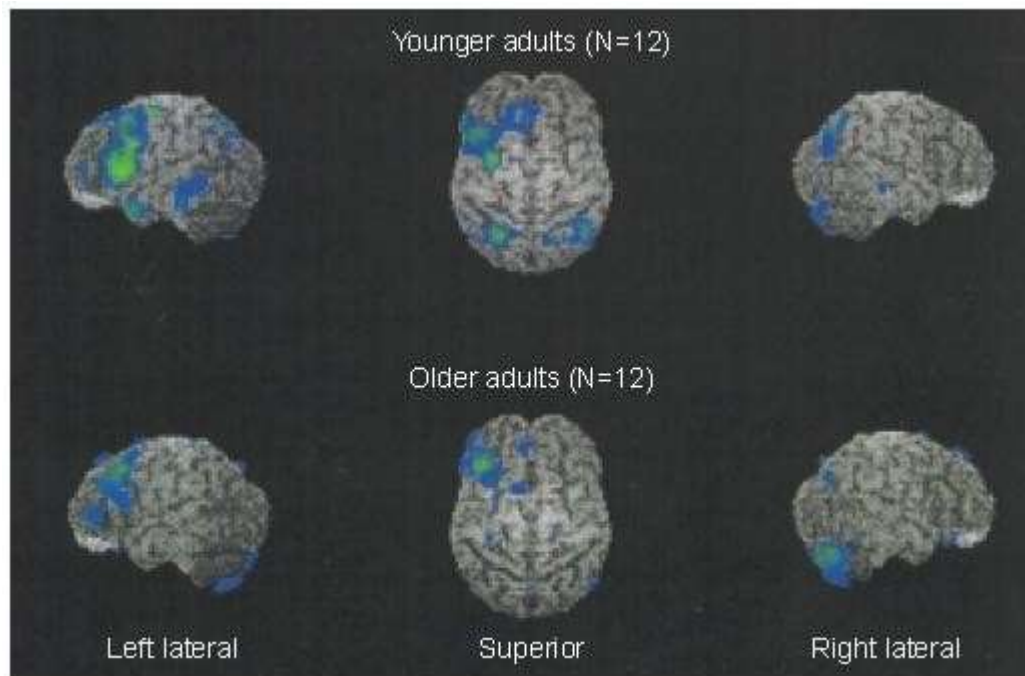 Younger adults (N=12)
Older adults (N=12)
Left lateral
Superior
Right lateral